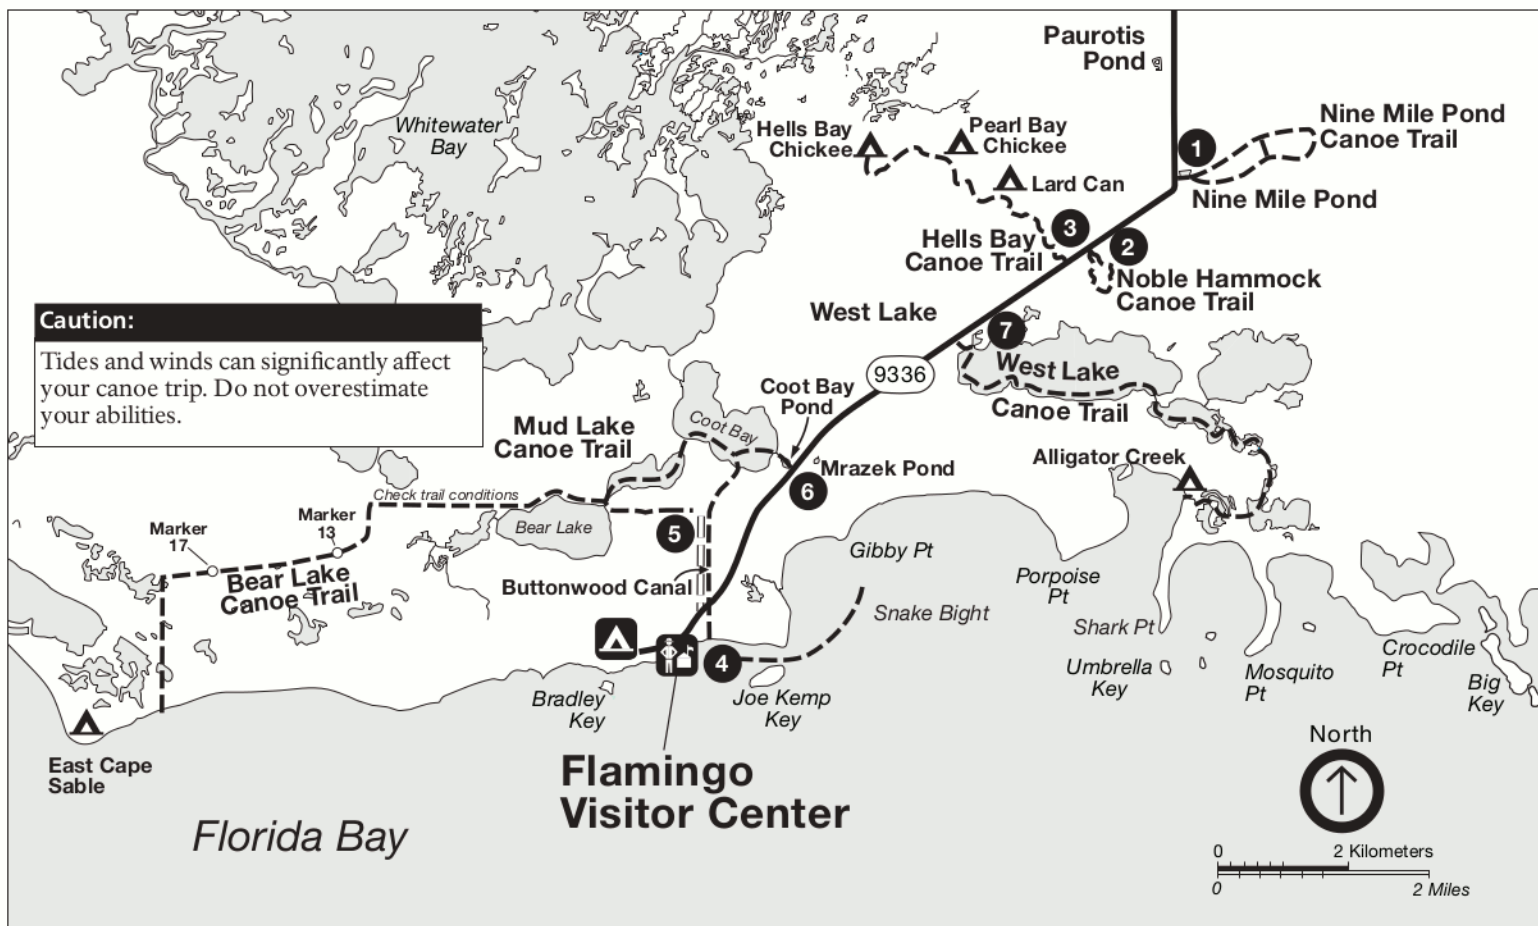 Paurotis
Pond
Nine Mile Pond
Canoe Trail
1
Nine Mile Pond
Whitewater
Bay
Hells Bay
Chickee
Pearl Bay
Chickee
Lard Can
3
Hells Bay
Canoe Trail
2
Noble Hammock
Canoe Trail
West Lake
7
West Lake
Canoe Trail
9336
Caution:
Tides and winds can significantly affect
your canoe trip. Do not overestimate
your abilities.
Coot Bay
Pond
Mud Lake
Canoe Trail
Coot Bay
Mrazek Pond
6
Alligator Creek
Check trail conditions
Marker
13
Marker
17
Bear Lake
5
Bear Lake
Canoe Trail
Buttonwood Canal
Gibby Pt
Snake Bight
Porpoise
Pt
Shark Pt
Umbrella
Key
Mosquito
Pt
Crocodile
Pt
Big
Key
4
Bradley
Key
Joe Kemp
Key
East Cape
Sable
Flamingo
Visitor Center
Florida Bay
North
0 2 Kilometers
0 2 Miles